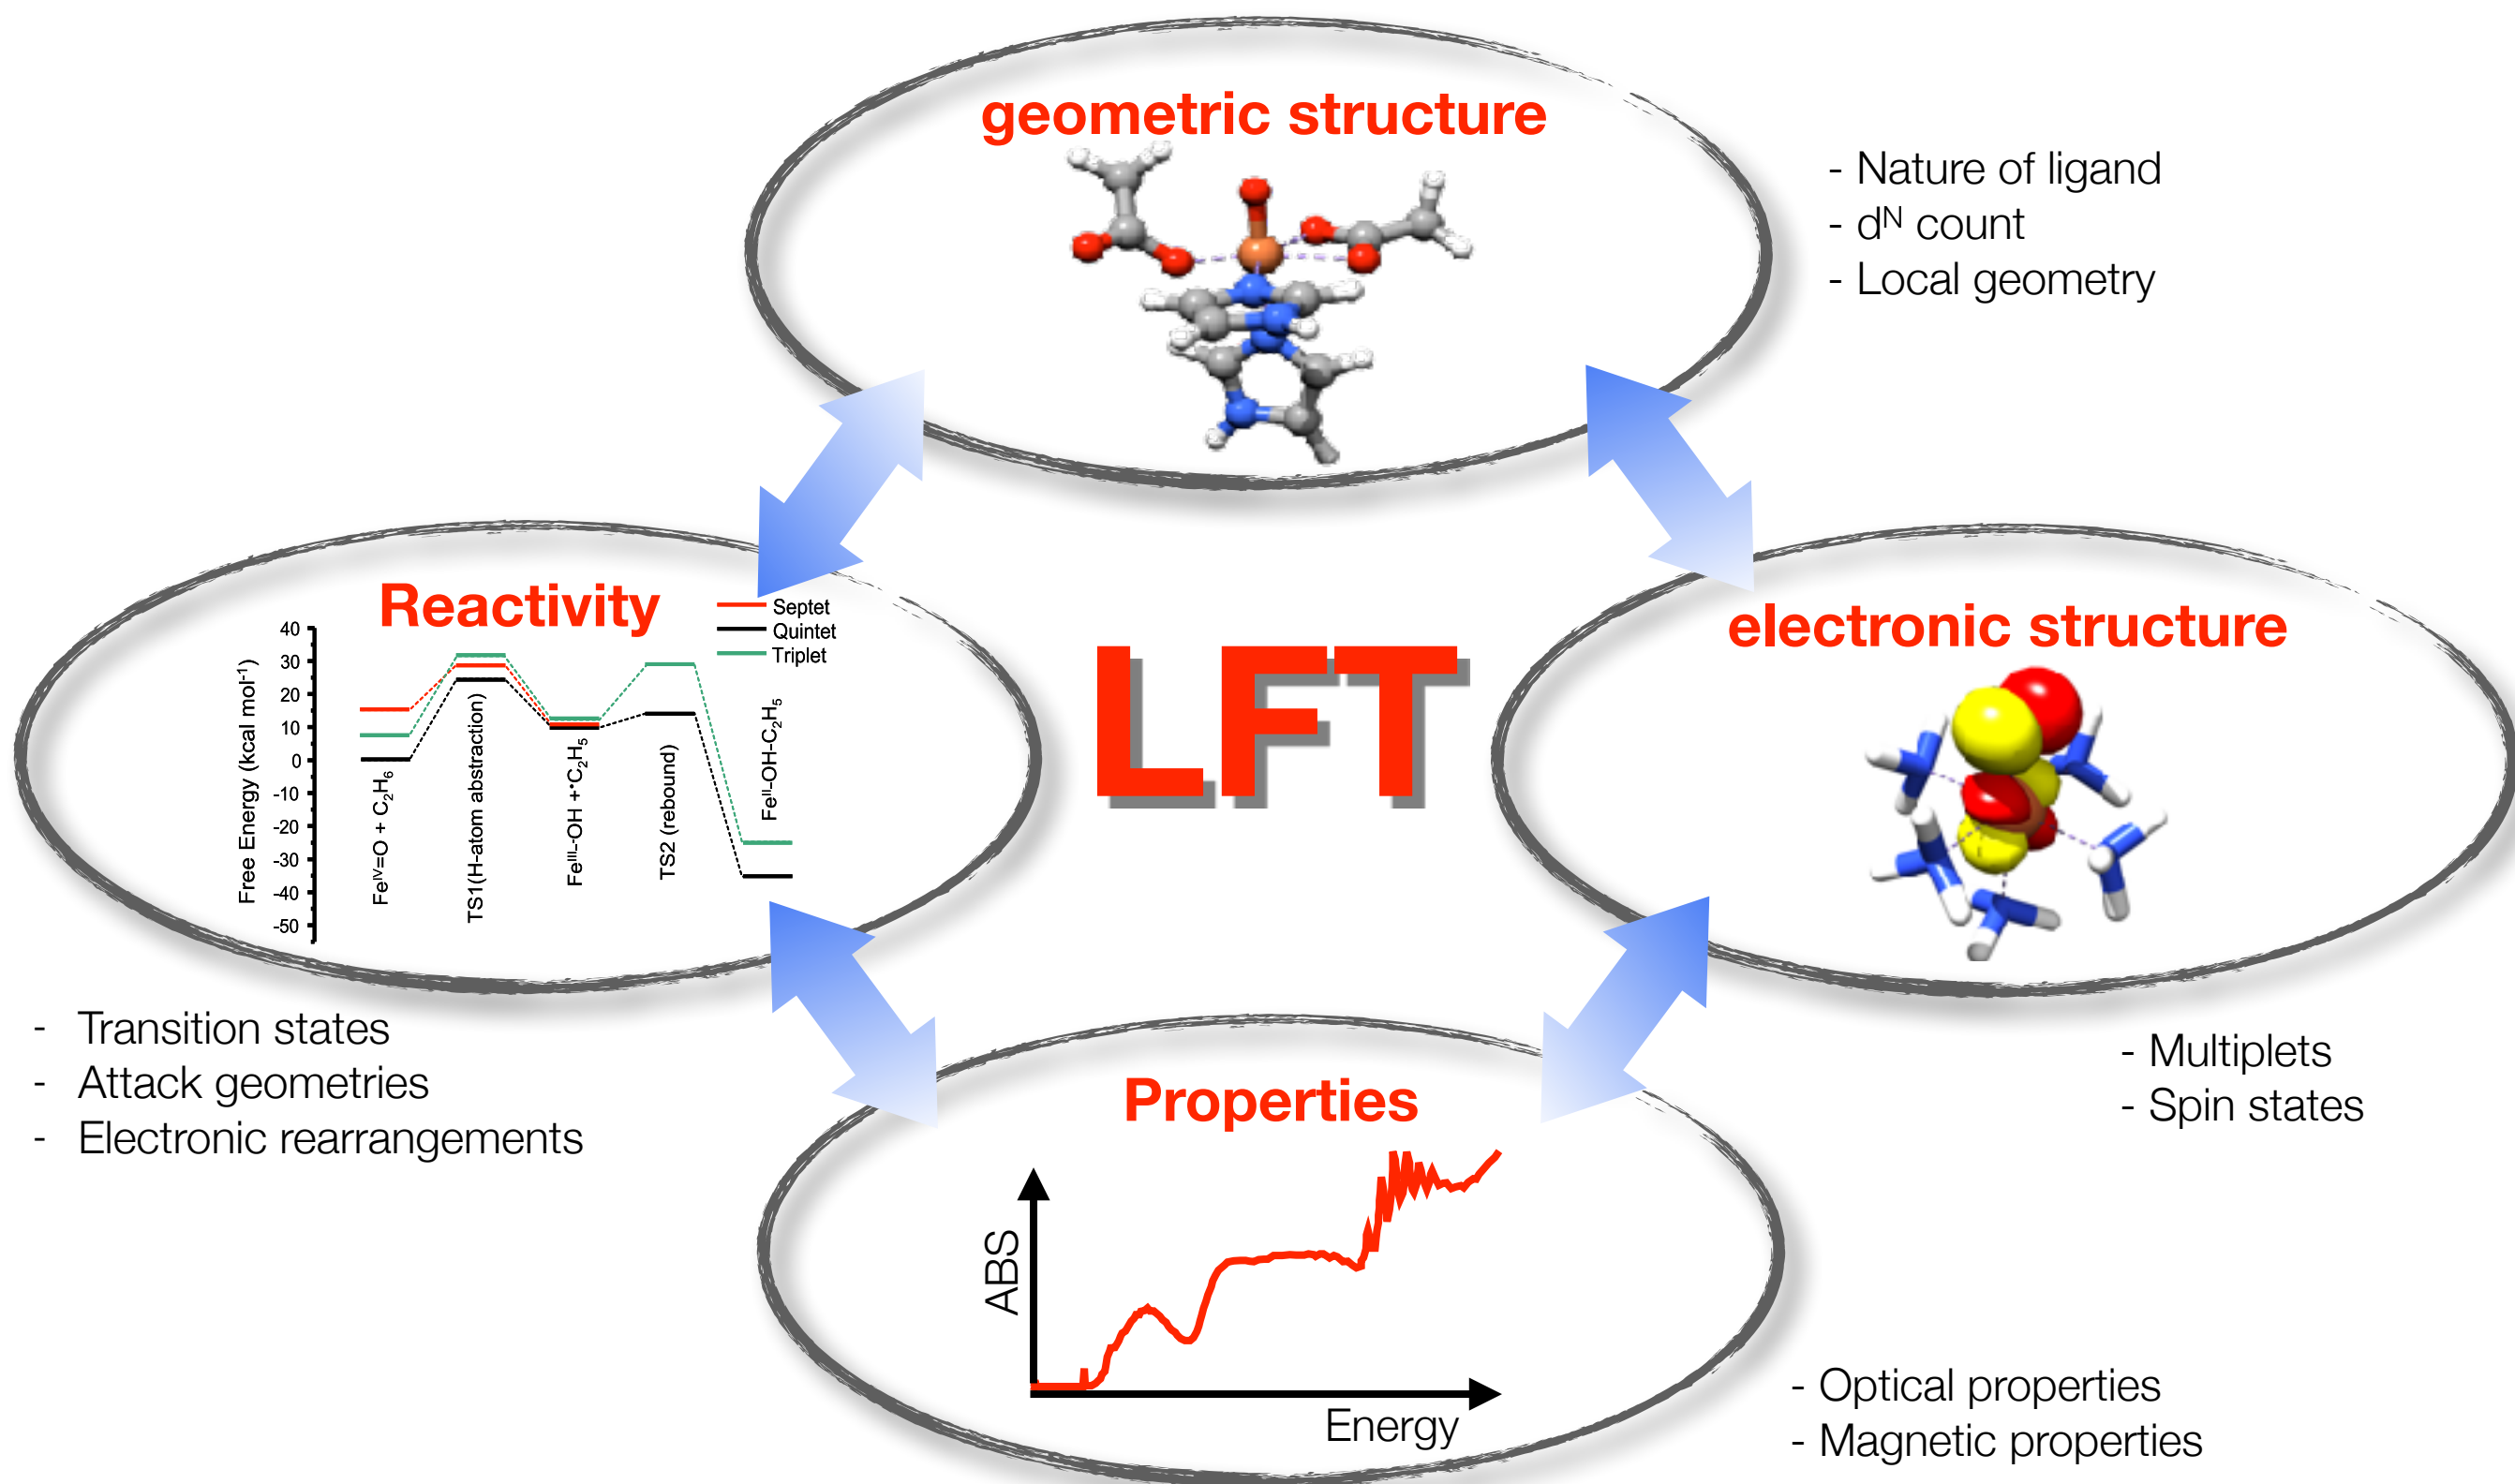 geometric structure
- Nature of ligand
- dᴺ count
- Local geometry
Reactivity
Septet
Quintet
Triplet
Free Energy (kcal mol⁻¹)
40
30
20
10
0
-10
-20
-30
-40
-50
Feᴵⱽ=O + C₂H₆
TS1(H-atom abstraction)
Feᴵᴵᴵ-OH +•C₂H₅
TS2 (rebound)
Feᴵᴵ-OH-C₂H₅
LFT
electronic structure
- Transition states
- Attack geometries
- Electronic rearrangements
- Multiplets
- Spin states
Properties
ABS
Energy
- Optical properties
- Magnetic properties